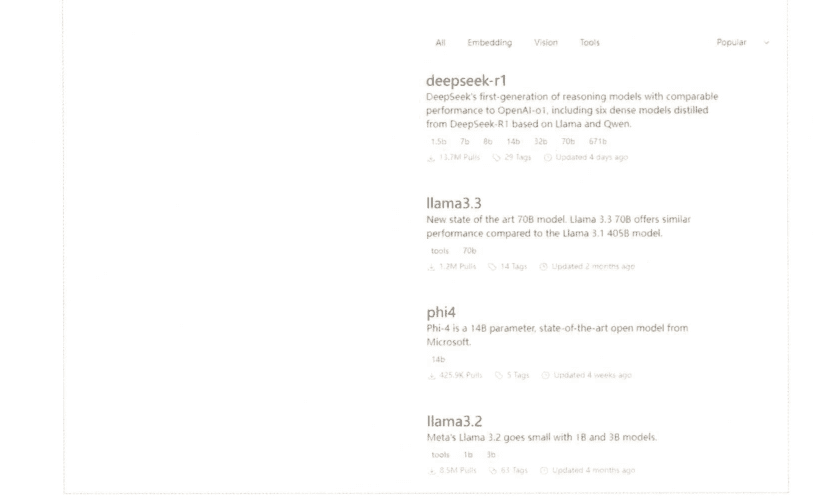 All Embedding Vision Tools Popular
deepseek-r1
DeepSeek's first-generation of reasoning models with comparable
performance to OpenAI-o1, including six dense models distilled
from DeepSeek-R1 based on Llama and Qwen.
1.5b 7b 8b 14b 32b 70b 671b
13.7M Pulls 29 Tags Updated 4 days ago
llama3.3
New state of the art 70B model. Llama 3.3 70B offers similar
performance compared to the Llama 3.1 405B model.
tools 70b
1.2M Pulls 14 Tags Updated 2 months ago
phi4
Phi-4 is a 14B parameter, state-of-the-art open model from
Microsoft.
14b
425.9K Pulls 5 Tags Updated 4 weeks ago
llama3.2
Meta's Llama 3.2 goes small with 1B and 3B models.
tools 1b 3b
8.5M Pulls 63 Tags Updated 4 months ago